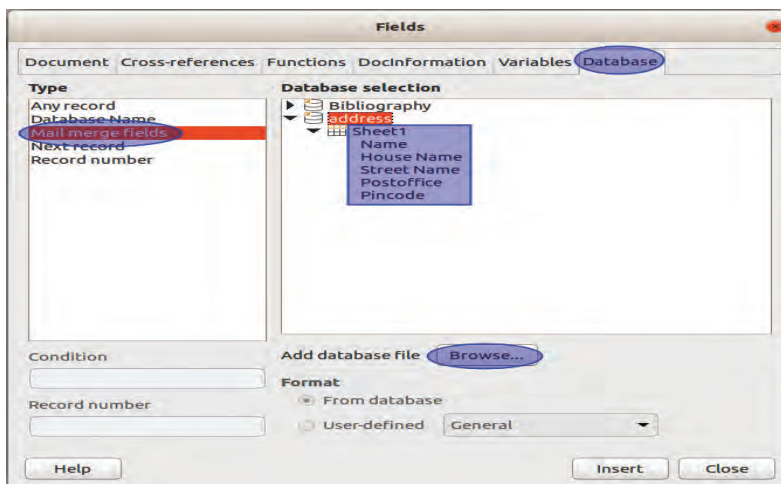 Fields
Document Cross-references Functions DocInformation Variables Database
Type
Any record
Database Name
Mail merge fields
Next record
Record number
Database selection
Bibliography
address
Sheet1
Name
House Name
Street Name
Postoffice
Pincode
Condition
Record number
Add database file Browse...
Format
From database
User-defined General
Help Insert Close